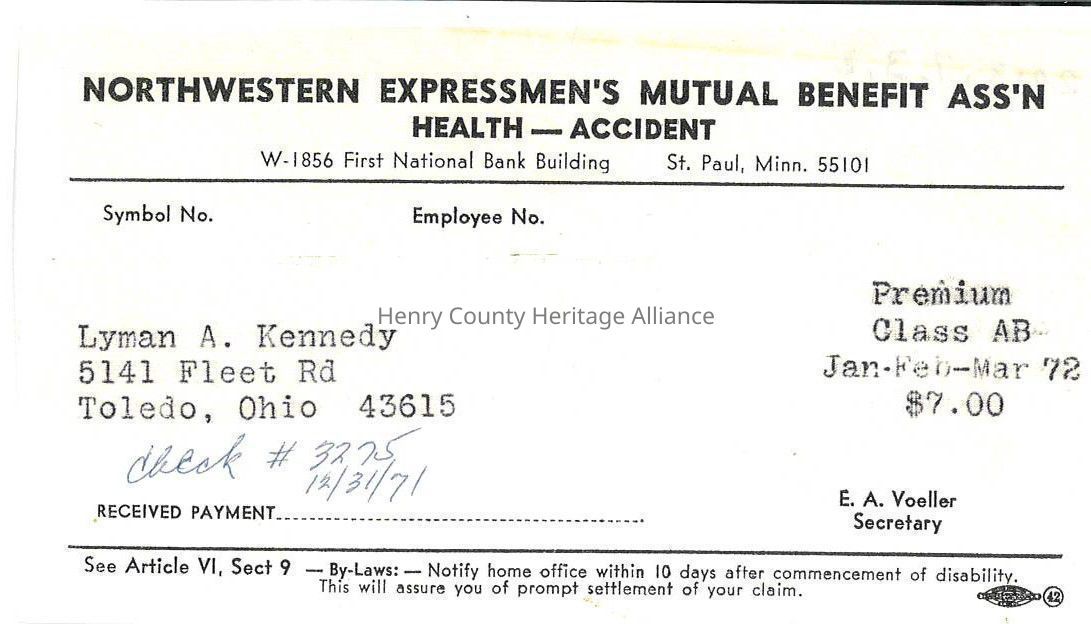 NORTHWESTERN EXPRESSMEN'S MUTUAL BENEFIT ASS'N
HEALTH — ACCIDENT
W-1856 First National Bank Building St. Paul, Minn. 55101
Symbol No. Employee No.
Henry County Heritage Alliance
Premium
Class AB
Jan-Feb-Mar 72
$7.00
Lyman A. Kennedy
5141 Fleet Rd
Toledo, Ohio 43615
check # 3275
12/31/71
RECEIVED PAYMENT
E. A. Voeller
Secretary
See Article VI, Sect 9 — By-Laws: — Notify home office within 10 days after commencement of disability.
This will assure you of prompt settlement of your claim.
42